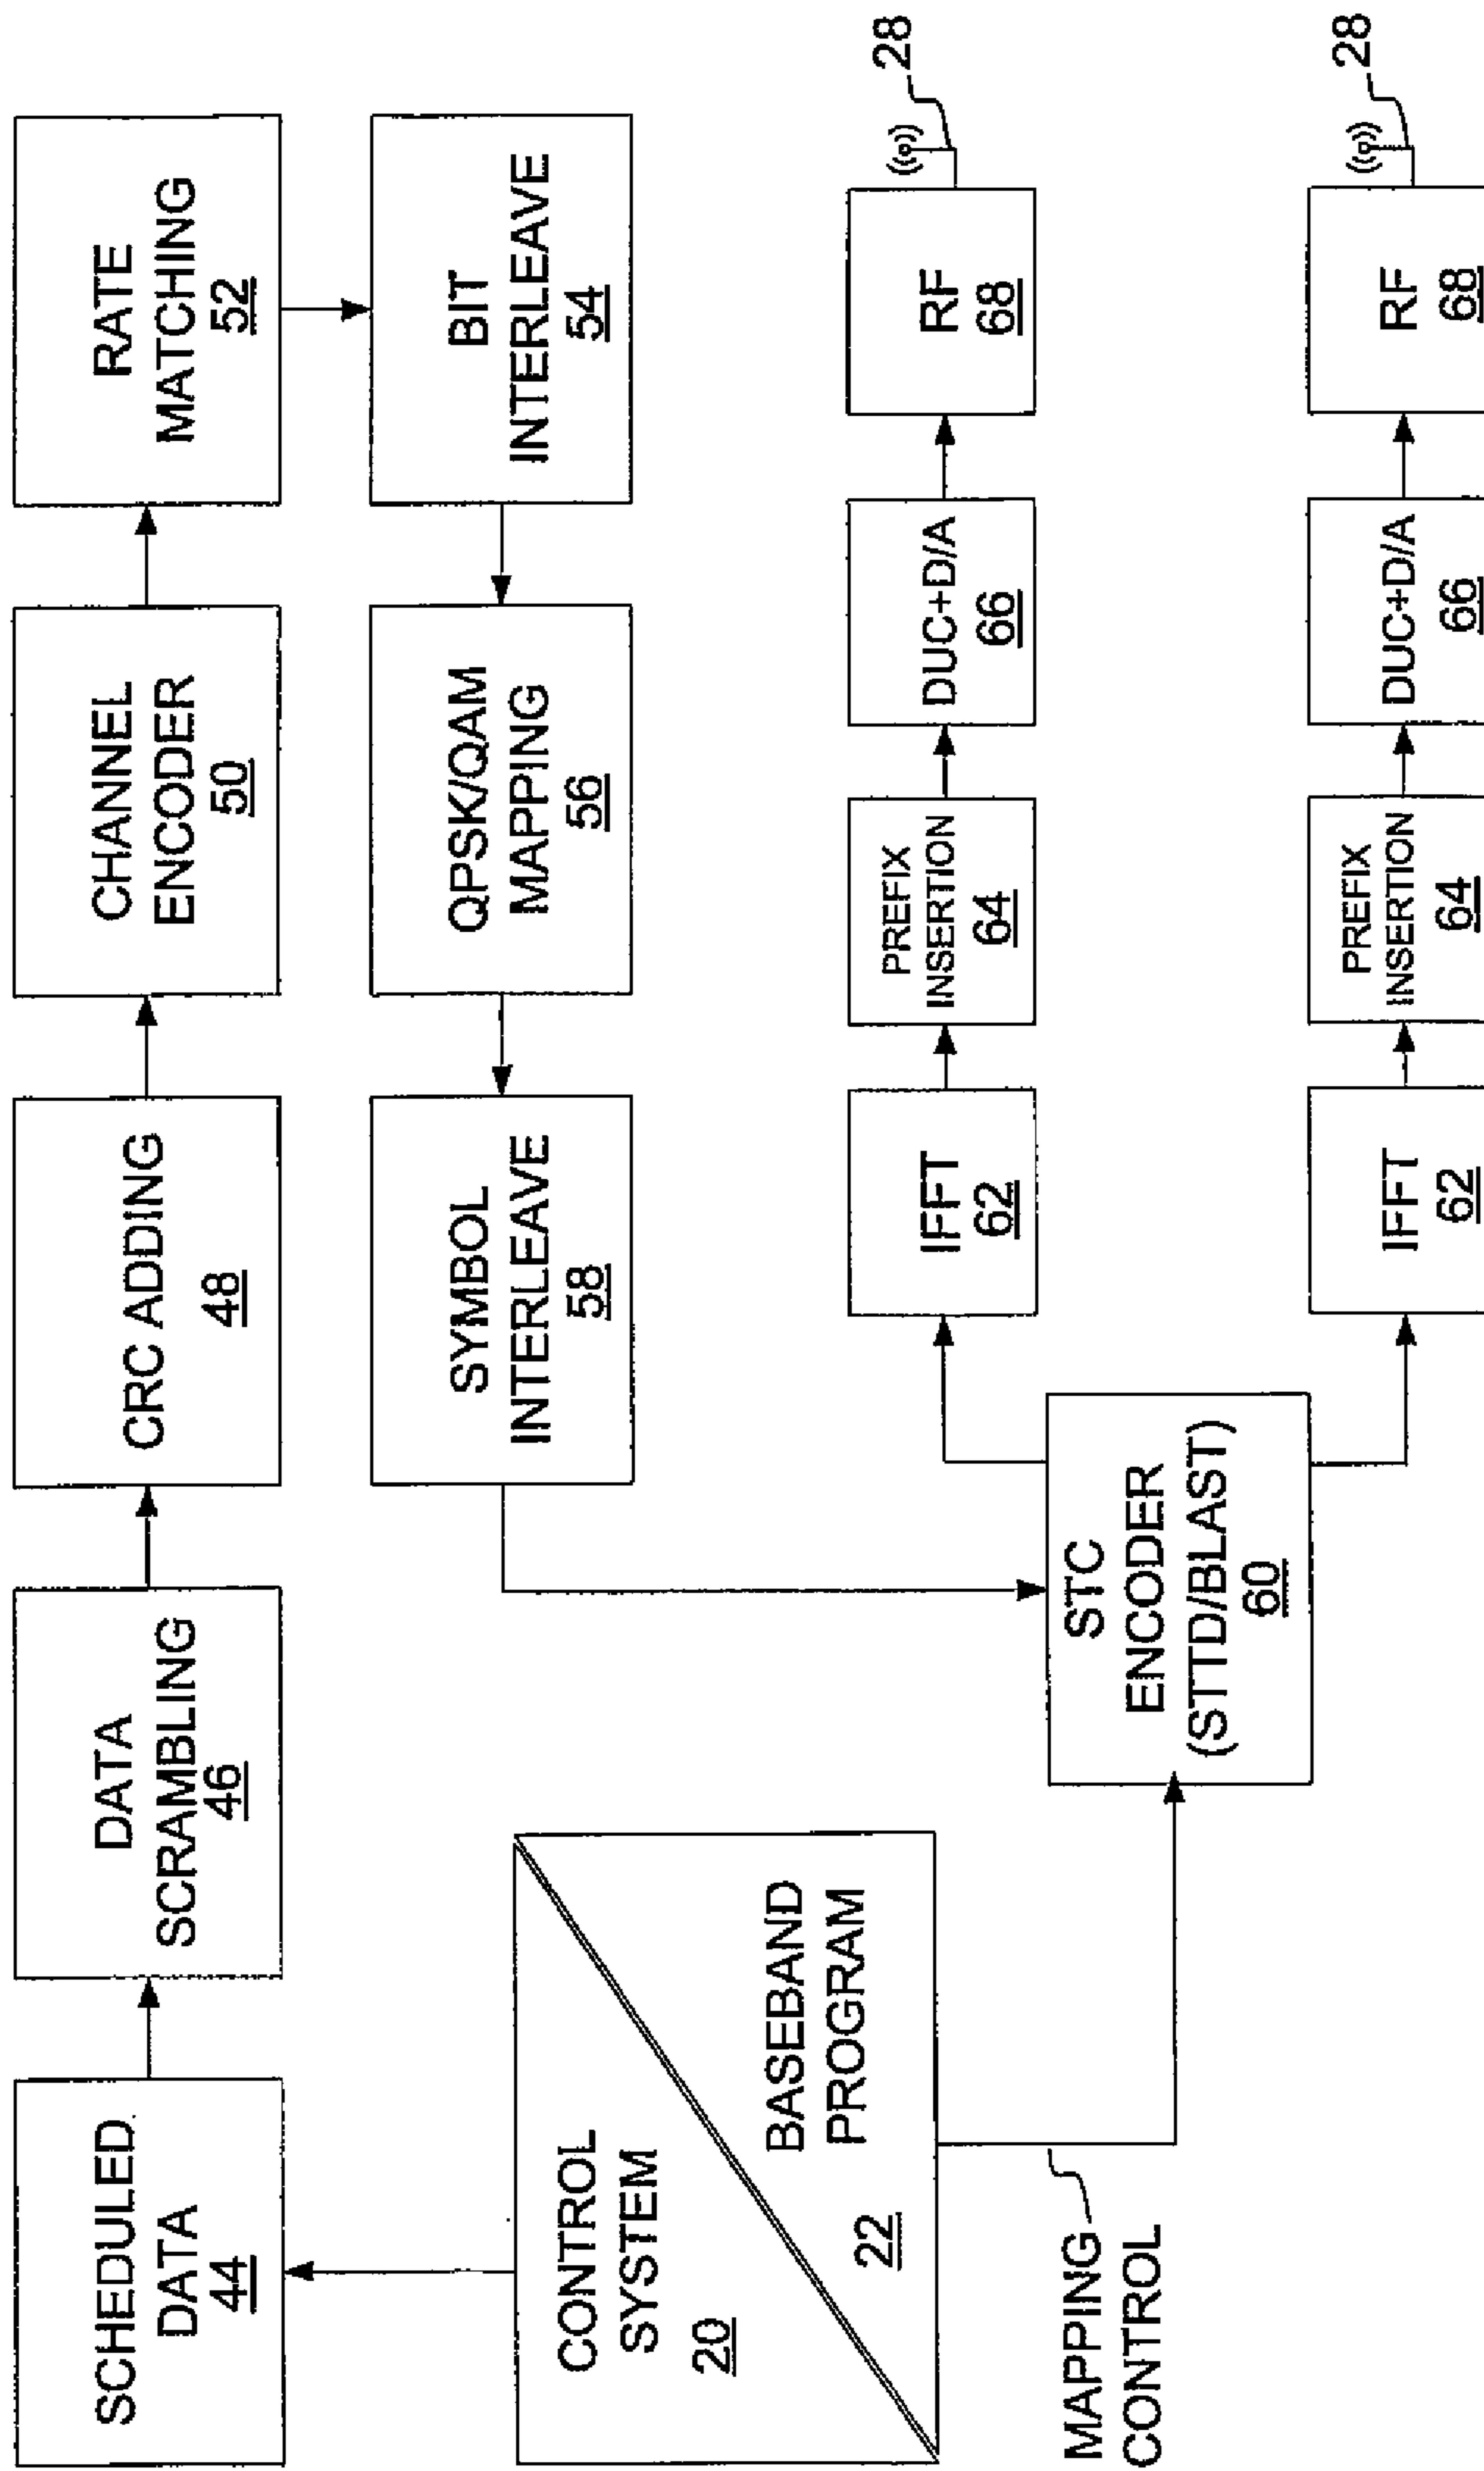 SCHEDULED
DATA
44
DATA
SCRAMBLING
46
CRC ADDING
48
CHANNEL
ENCODER
50
RATE
MATCHING
52
SYMBOL
INTERLEAVE
58
QPSK/QAM
MAPPING
56
BIT
INTERLEAVE
54
CONTROL
SYSTEM
20
BASEBAND
PROGRAM
22
MAPPING
CONTROL
STC
ENCODER
(STTD/BLAST)
60
IFFT
62
PREFIX
INSERTION
64
DUC+D/A
66
RF
68
28
IFFT
62
PREFIX
INSERTION
64
DUC+D/A
66
RF
68
28